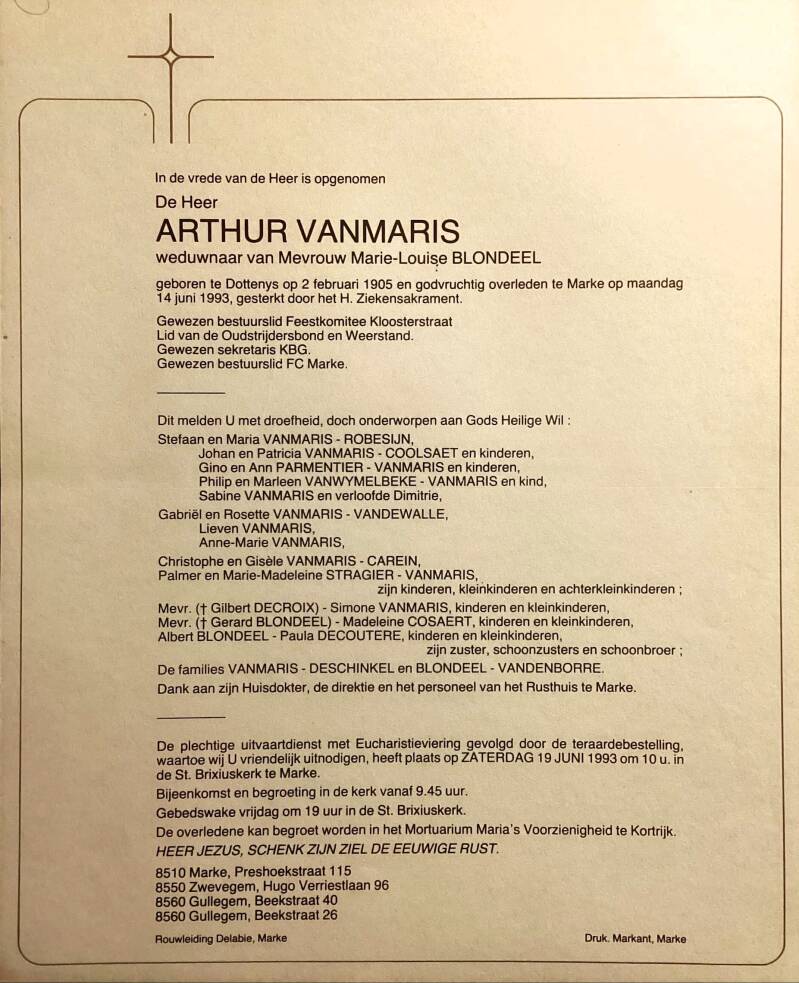 In de vrede van de Heer is opgenomen
De Heer
ARTHUR VANMARIS
weduwnaar van Mevrouw Marie-Louise BLONDEEL
geboren te Dottenys op 2 februari 1905 en godvruchtig overleden te Marke op maandag
14 juni 1993, gesterkt door het H. Ziekensakrament.
Gewezen bestuurslid Feestkomitee Kloosterstraat
Lid van de Oudstrijdersbond en Weerstand.
Gewezen sekretaris KBG.
Gewezen bestuurslid FC Marke.
Dit melden U met droefheid, doch onderworpen aan Gods Heilige Wil :
Stefaan en Maria VANMARIS - ROBESIJN,
Johan en Patricia VANMARIS - COOLSAET en kinderen,
Gino en Ann PARMENTIER - VANMARIS en kinderen,
Philip en Marleen VANWYMELBEKE - VANMARIS en kind,
Sabine VANMARIS en verloofde Dimitrie,
Gabriël en Rosette VANMARIS - VANDEWALLE,
Lieven VANMARIS,
Anne-Marie VANMARIS,
Christophe en Gisèle VANMARIS - CAREIN,
Palmer en Marie-Madeleine STRAGIER - VANMARIS,
zijn kinderen, kleinkinderen en achterkleinkinderen ;
Mevr. († Gilbert DECROIX) - Simone VANMARIS, kinderen en kleinkinderen,
Mevr. († Gerard BLONDEEL) - Madeleine COSAERT, kinderen en kleinkinderen,
Albert BLONDEEL - Paula DECOUTERE, kinderen en kleinkinderen,
zijn zuster, schoonzusters en schoonbroer ;
De families VANMARIS - DESCHINKEL en BLONDEEL - VANDENBORRE.
Dank aan zijn Huisdokter, de direktie en het personeel van het Rusthuis te Marke.
De plechtige uitvaartdienst met Eucharistieviering gevolgd door de teraardebestelling,
waartoe wij U vriendelijk uitnodigen, heeft plaats op ZATERDAG 19 JUNI 1993 om 10 u. in
de St. Brixiuskerk te Marke.
Bijeenkomst en begroeting in de kerk vanaf 9.45 uur.
Gebedswake vrijdag om 19 uur in de St. Brixiuskerk.
De overledene kan begroet worden in het Mortuarium Maria's Voorzienigheid te Kortrijk.
HEER JEZUS, SCHENK ZIJN ZIEL DE EEUWIGE RUST.
8510 Marke, Preshoekstraat 115
8550 Zwevegem, Hugo Verriestlaan 96
8560 Gullegem, Beekstraat 40
8560 Gullegem, Beekstraat 26
Rouwleiding Delabie, Marke
Druk. Markant, Marke